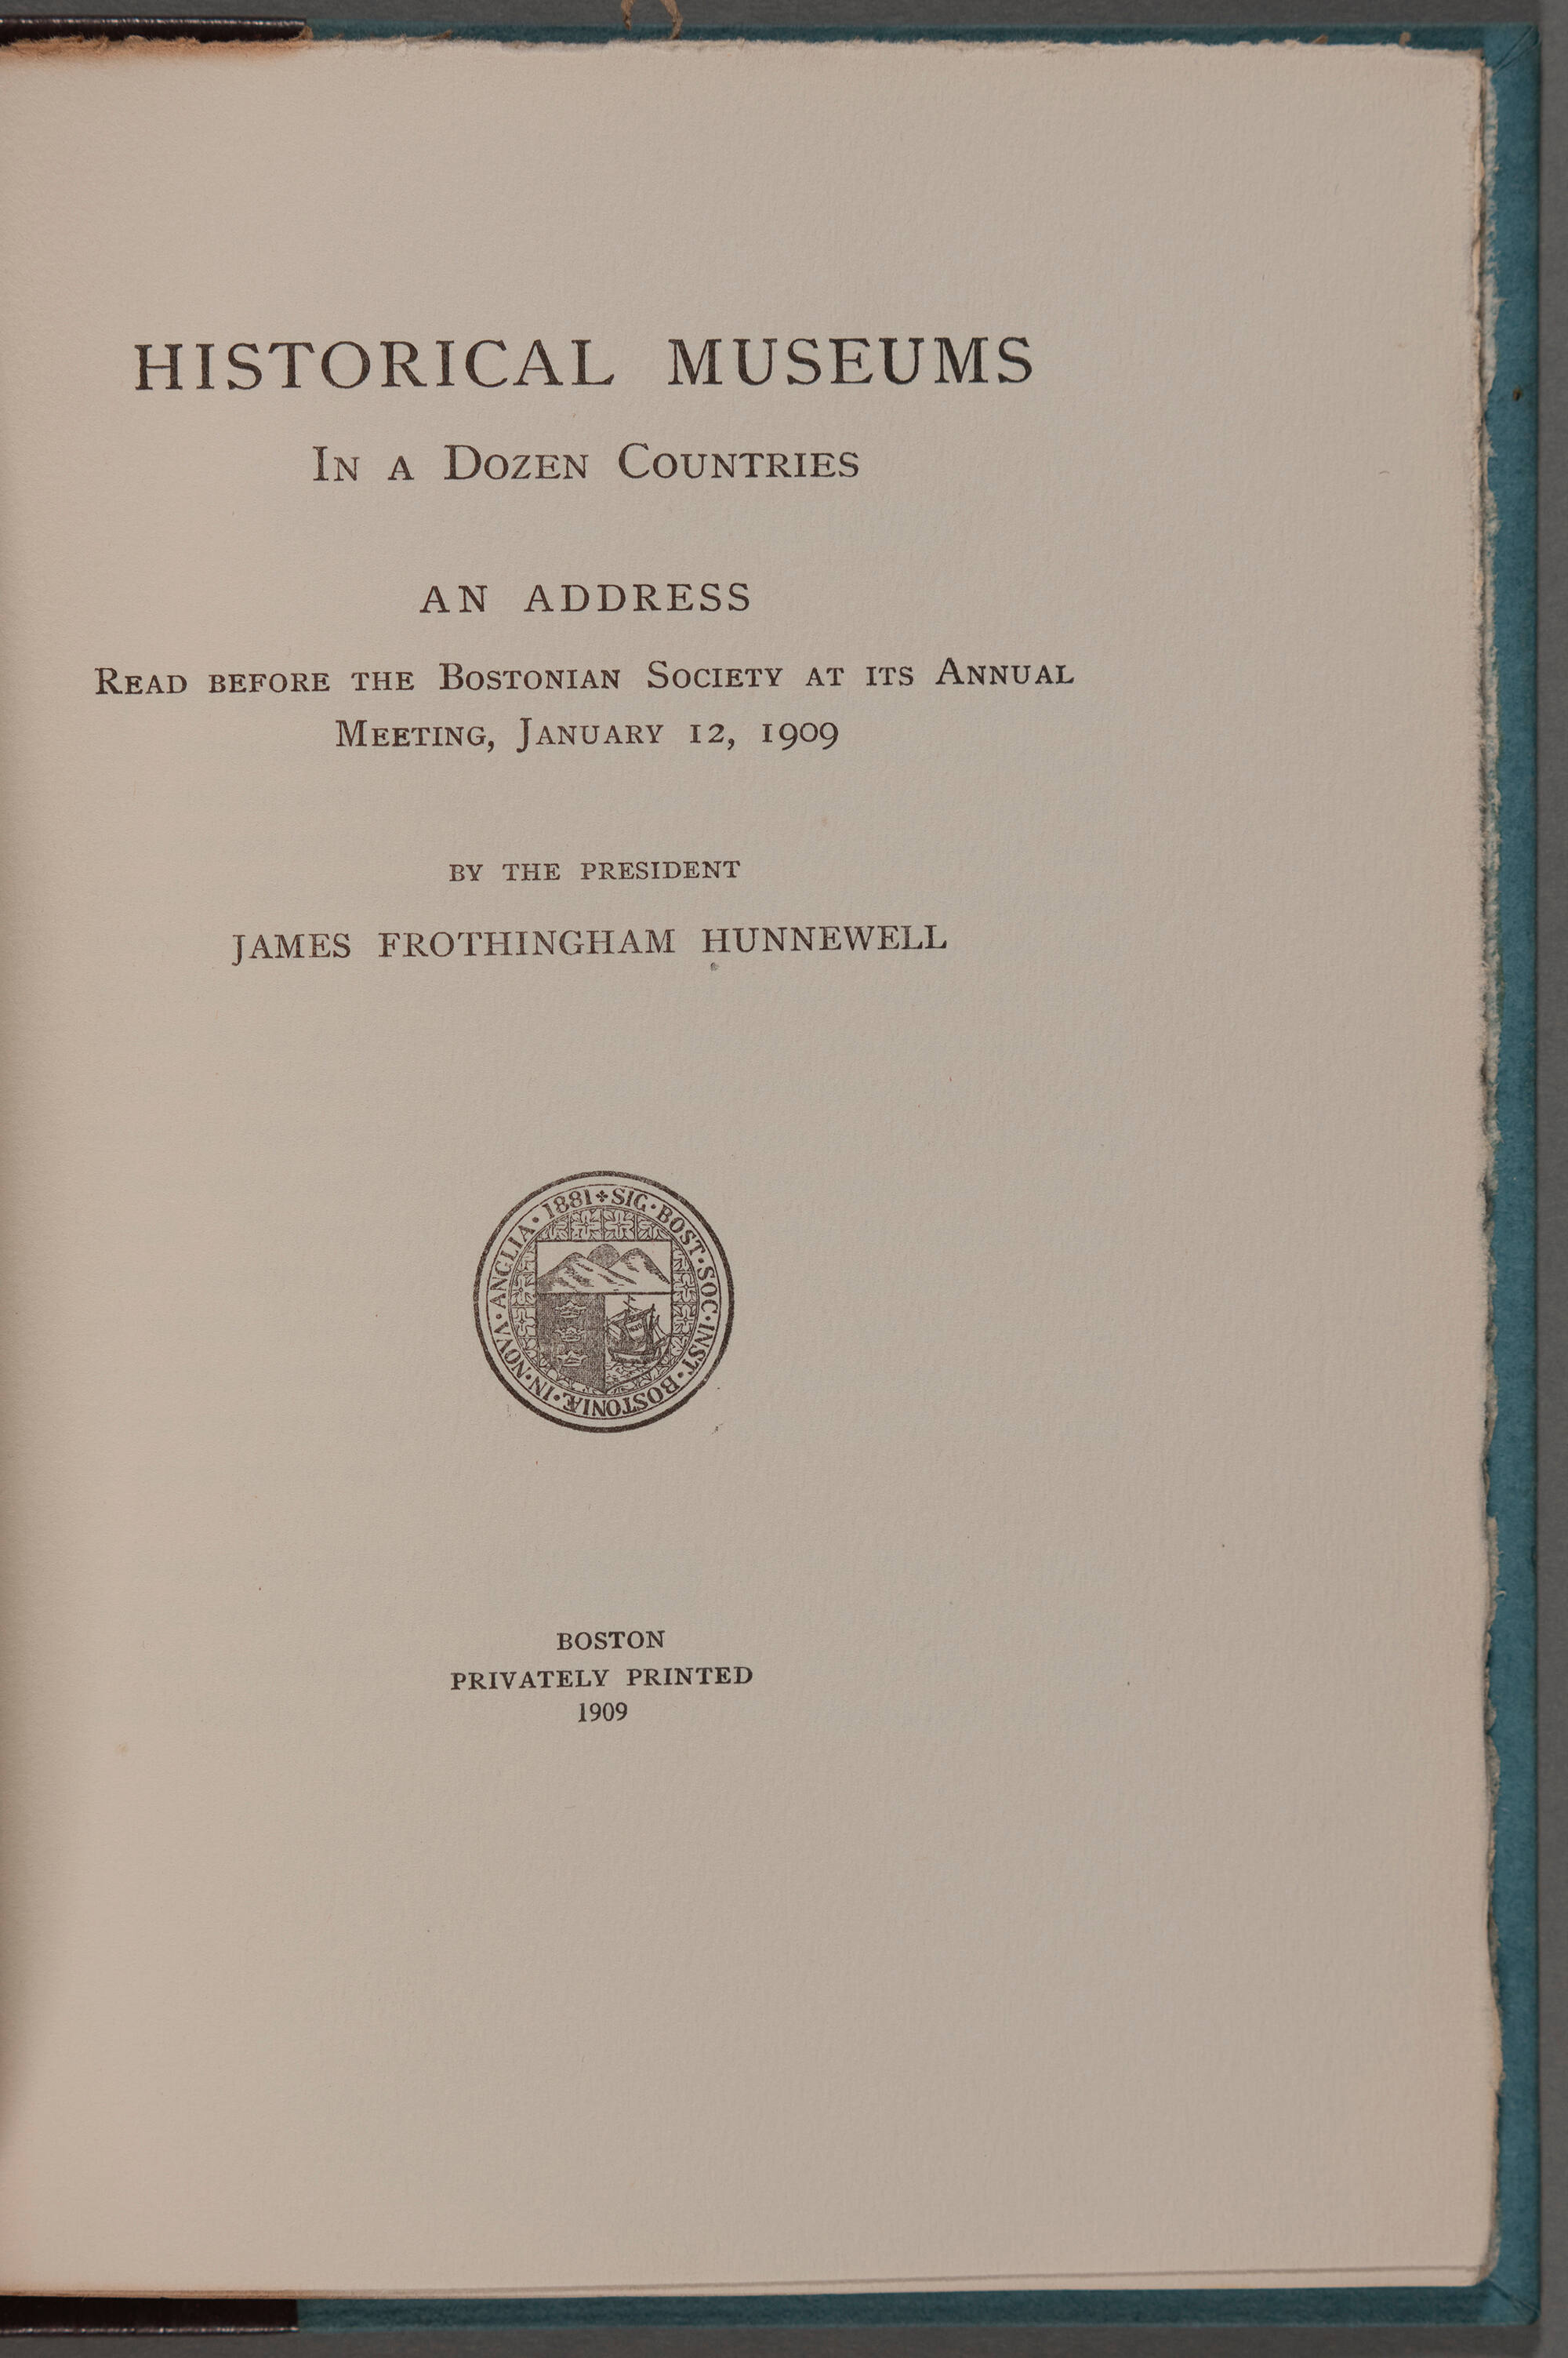 HISTORICAL MUSEUMS
IN A DOZEN COUNTRIES
AN ADDRESS
READ BEFORE THE BOSTONIAN SOCIETY AT ITS ANNUAL
MEETING, JANUARY 12, 1909
BY THE PRESIDENT
JAMES FROTHINGHAM HUNNEWELL
SIG · BOST · SOC · INST · BOSTONIÆ · IN · NOVA · ANGLIA · 1881
BOSTON
PRIVATELY PRINTED
1909